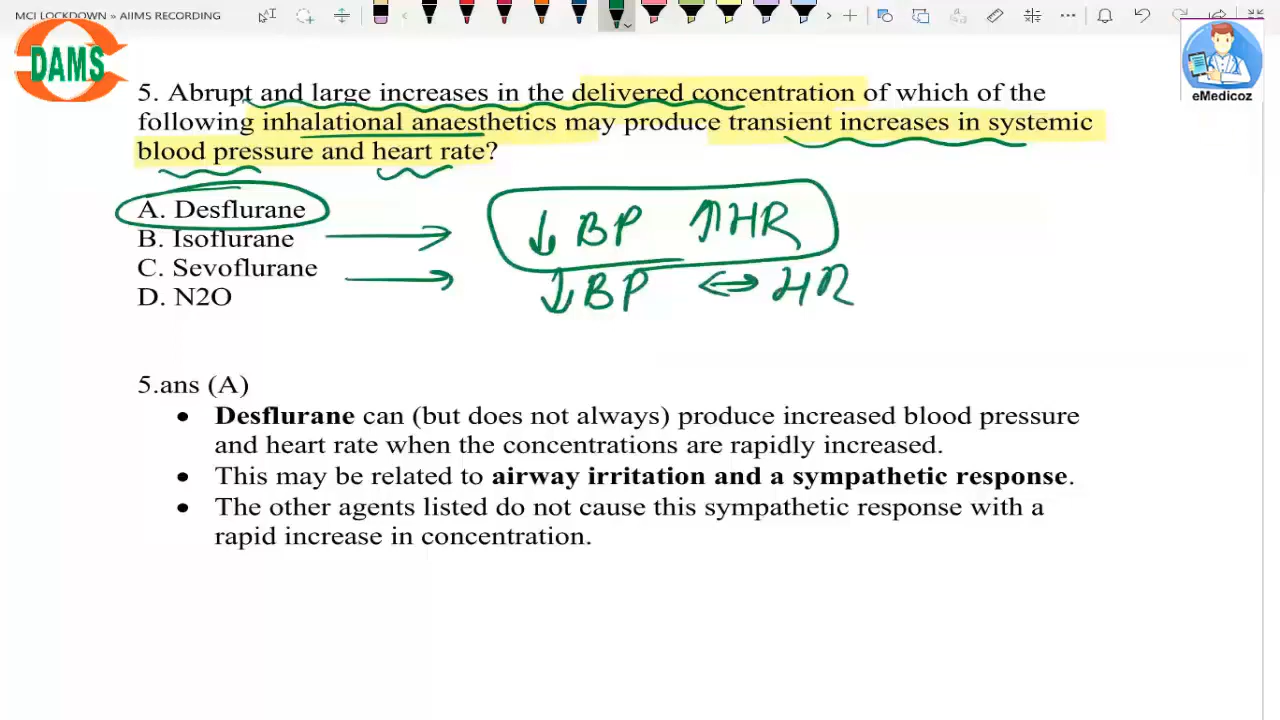 MCI LOCKDOWN » AIIMS RECORDING
DAMS
eMedicoz
5. Abrupt and large increases in the delivered concentration of which of the
following inhalational anaesthetics may produce transient increases in systemic
blood pressure and heart rate?
A. Desflurane
B. Isoflurane → ↓ BP ↑ HR
C. Sevoflurane → ↓ BP ↔ HR
D. N2O
5.ans (A)
• Desflurane can (but does not always) produce increased blood pressure
and heart rate when the concentrations are rapidly increased.
• This may be related to airway irritation and a sympathetic response.
• The other agents listed do not cause this sympathetic response with a
rapid increase in concentration.